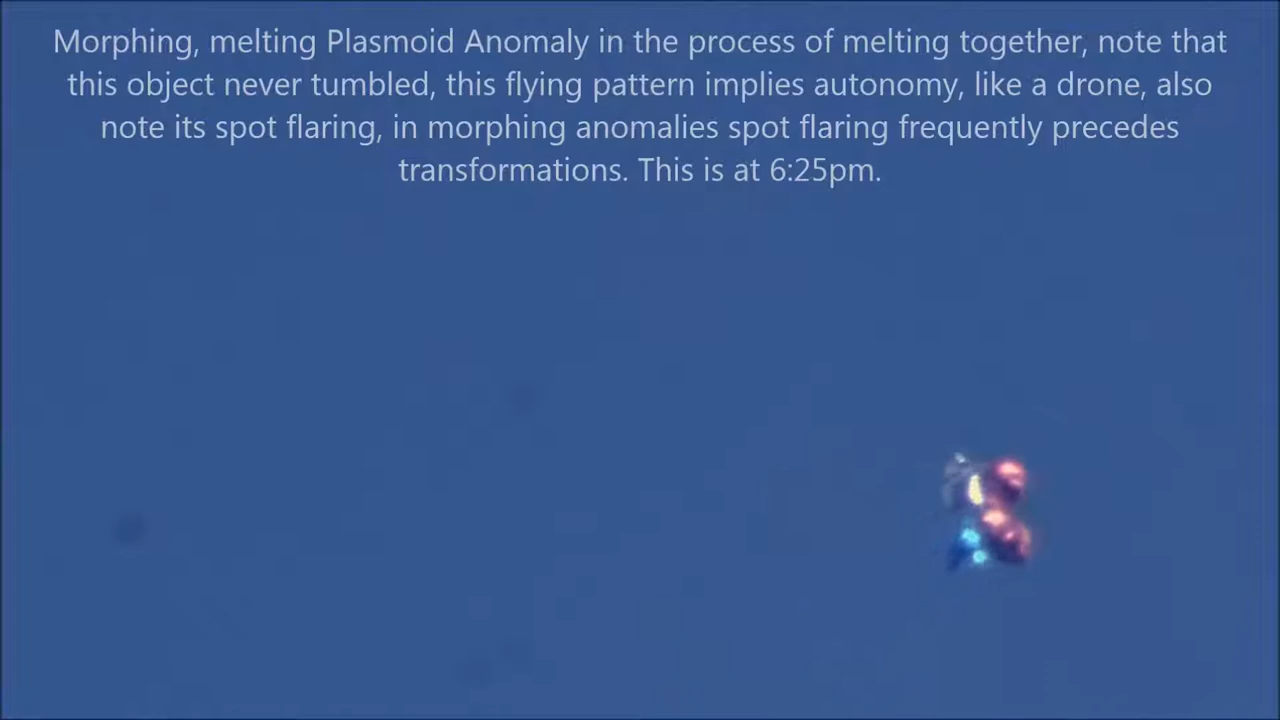 Morphing, melting Plasmoid Anomaly in the process of melting together, note that
this object never tumbled, this flying pattern implies autonomy, like a drone, also
note its spot flaring, in morphing anomalies spot flaring frequently precedes
transformations. This is at 6:25pm.